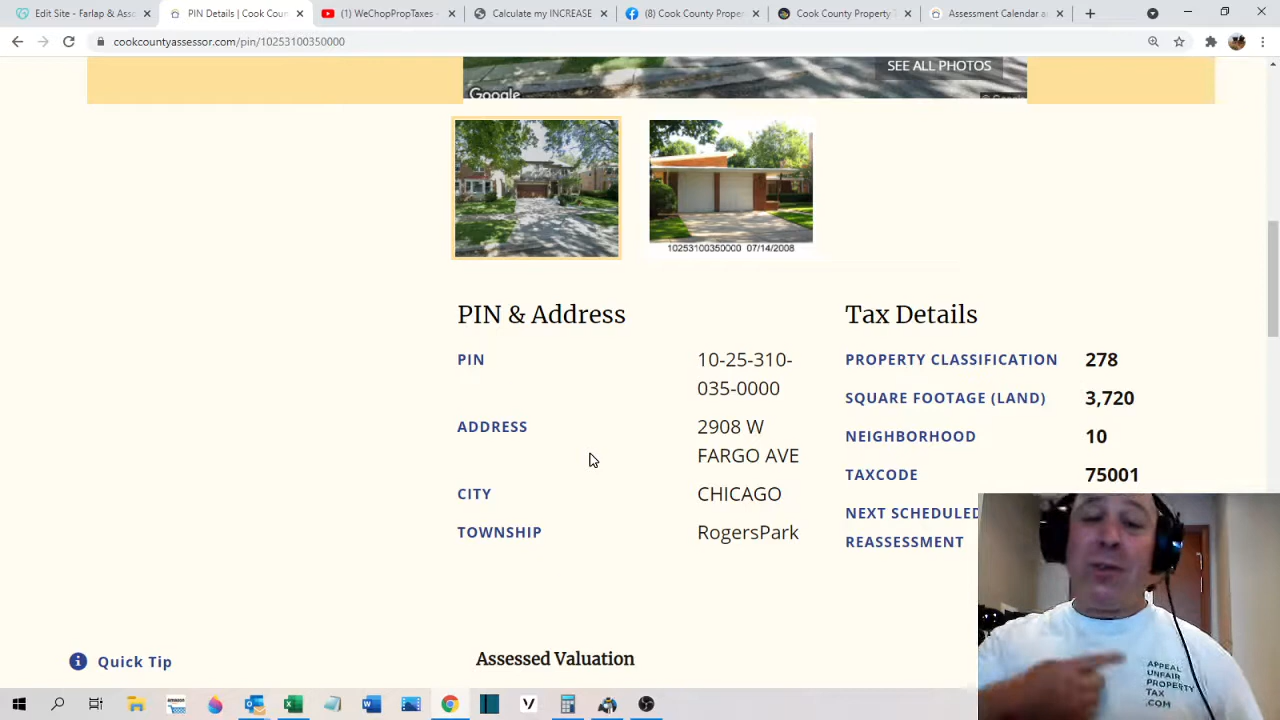 Edit Site - Farlap & Ass
PIN Details | Cook Coun
(1) WeChopPropTaxes -
Calculate my INCREASE
(8) Cook County Proper
Cook County Property T
Assessment Calendar an
cookcountyassessor.com/pin/10253100350000
SEE ALL PHOTOS
Google
10253100350000 07/14/2008
PIN & Address
PIN
10-25-310-
035-0000
ADDRESS
2908 W
FARGO AVE
CITY
CHICAGO
TOWNSHIP
RogersPark
Tax Details
PROPERTY CLASSIFICATION
278
SQUARE FOOTAGE (LAND)
3,720
NEIGHBORHOOD
10
TAXCODE
75001
NEXT SCHEDULED
REASSESSMENT
Quick Tip
Assessed Valuation
APPEAL
UNFAIR
PROPERTY
TAX
.COM